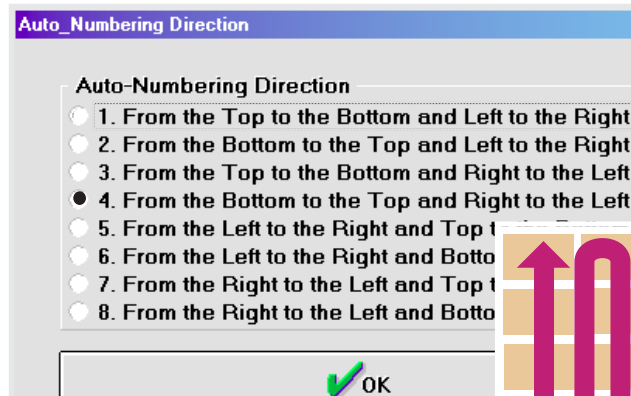 Auto_Numbering Direction
Auto-Numbering Direction
1. From the Top to the Bottom and Left to the Right
2. From the Bottom to the Top and Left to the Right
3. From the Top to the Bottom and Right to the Left
4. From the Bottom to the Top and Right to the Left
5. From the Left to the Right and Top
6. From the Left to the Right and
7. From the Right to the Left and Top
8. From the Right to the Left and
OK